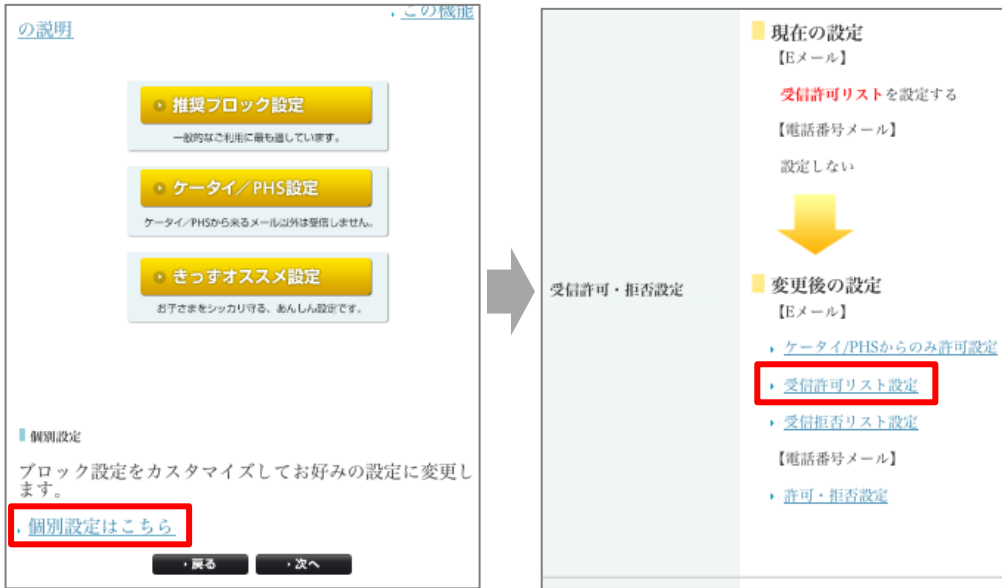 この機能
の説明
推奨ブロック設定
一般的なご利用に最も適しています。
ケータイ／PHS設定
ケータイ/PHSから来るメール以外は受信しません。
きっずオススメ設定
お子さまをシッカリ守る、あんしん設定です。
個別設定
ブロック設定をカスタマイズしてお好みの設定に変更し
ます。
個別設定はこちら
戻る
次へ
受信許可・拒否設定
現在の設定
【Eメール】
受信許可リストを設定する
【電話番号メール】
設定しない
変更後の設定
【Eメール】
ケータイ/PHSからのみ許可設定
受信許可リスト設定
受信拒否リスト設定
【電話番号メール】
許可・拒否設定